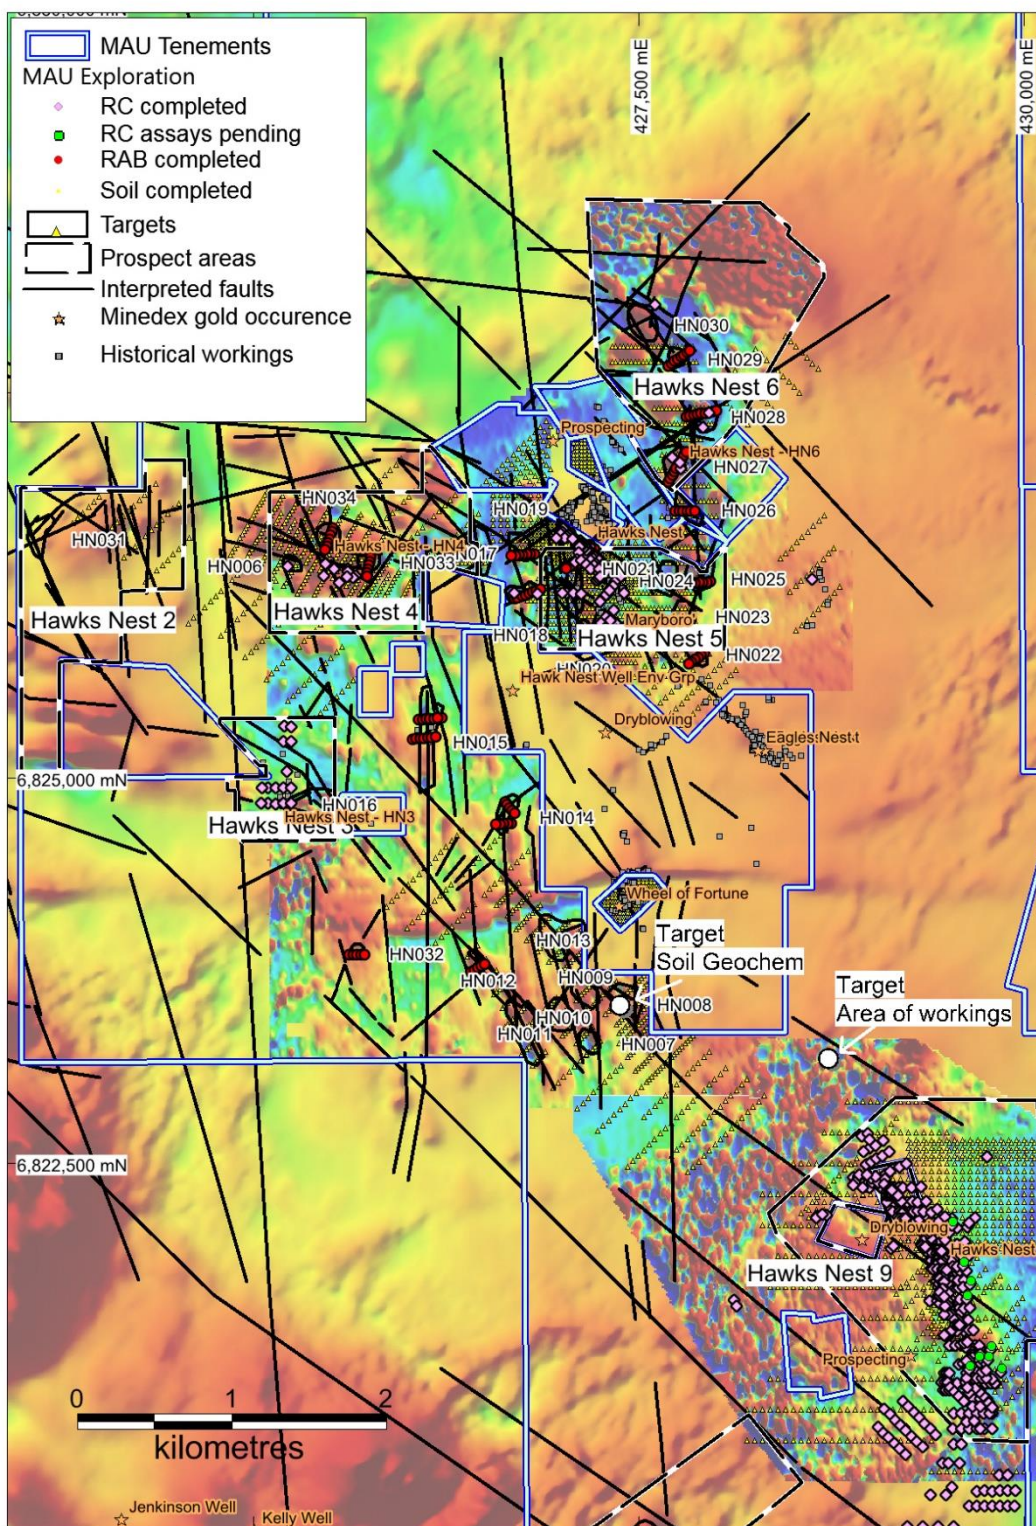 MAU Tenements
MAU Exploration
RC completed
RC assays pending
RAB completed
Soil completed
Targets
Prospect areas
Interpreted faults
Minedex gold occurence
Historical workings
427,500 mE
430,000 mE
HN030
HN029
Hawks Nest 6
HN028
Prospecting
Hawks Nest - HN6
HN027
HN034
HN019
HN026
Hawks Nest
HN031
Hawks Nest - HN4
HN006
HN033
HN021
HN024
HN025
Hawks Nest 2
Hawks Nest 4
Maryboro
HN023
HN018
Hawks Nest 5
HN022
Hawk Nest Well Env Grp
Dryblowing
HN015
Eagles Nest t
6,825,000 mN
HN016
Hawks Nest - HN3
HN014
Hawks Nest 3
Wheel of Fortune
HN013
Target
Soil Geochem
HN032
HN012
HN009
HN008
Target
Area of workings
HN010
HN011
HN007
6,822,500 mN
Dryblowing
Hawks Nest
Hawks Nest 9
Prospecting
0 1 2
kilometres
Jenkinson Well
Kelly Well